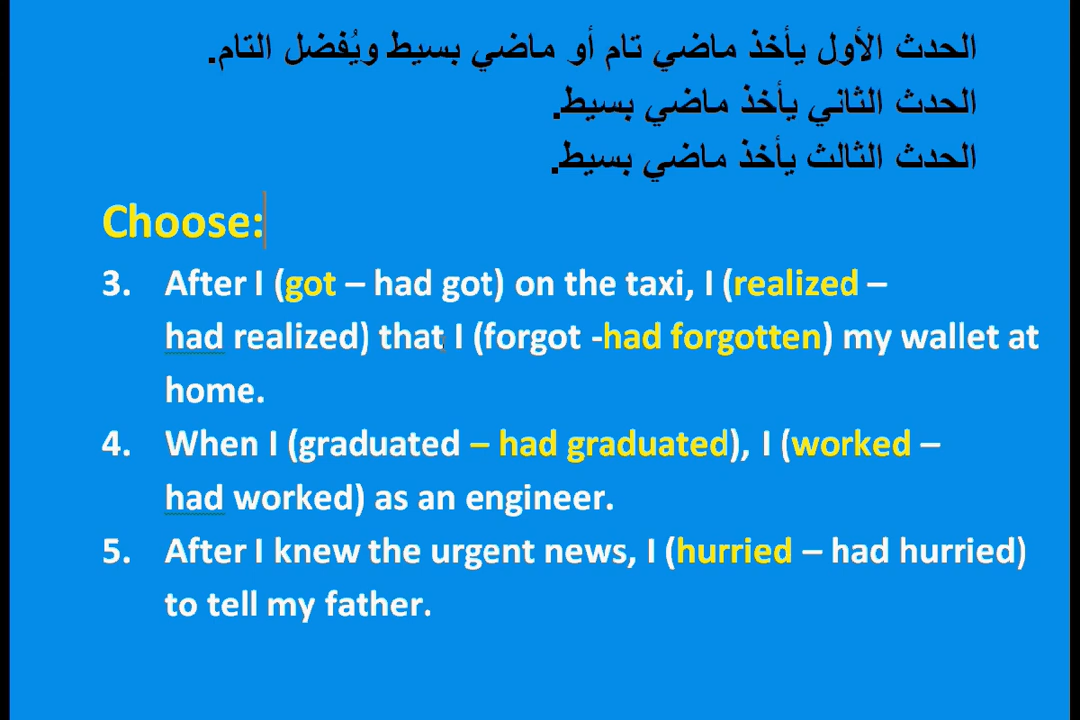 الحدث الأول يأخذ ماضي تام أو ماضي بسيط ويُفضل التام.
الحدث الثاني يأخذ ماضي بسيط.
الحدث الثالث يأخذ ماضي بسيط.
Choose:
3. After I (got – had got) on the taxi, I (realized –
had realized) that I (forgot -had forgotten) my wallet at
home.
4. When I (graduated – had graduated), I (worked –
had worked) as an engineer.
5. After I knew the urgent news, I (hurried – had hurried)
to tell my father.